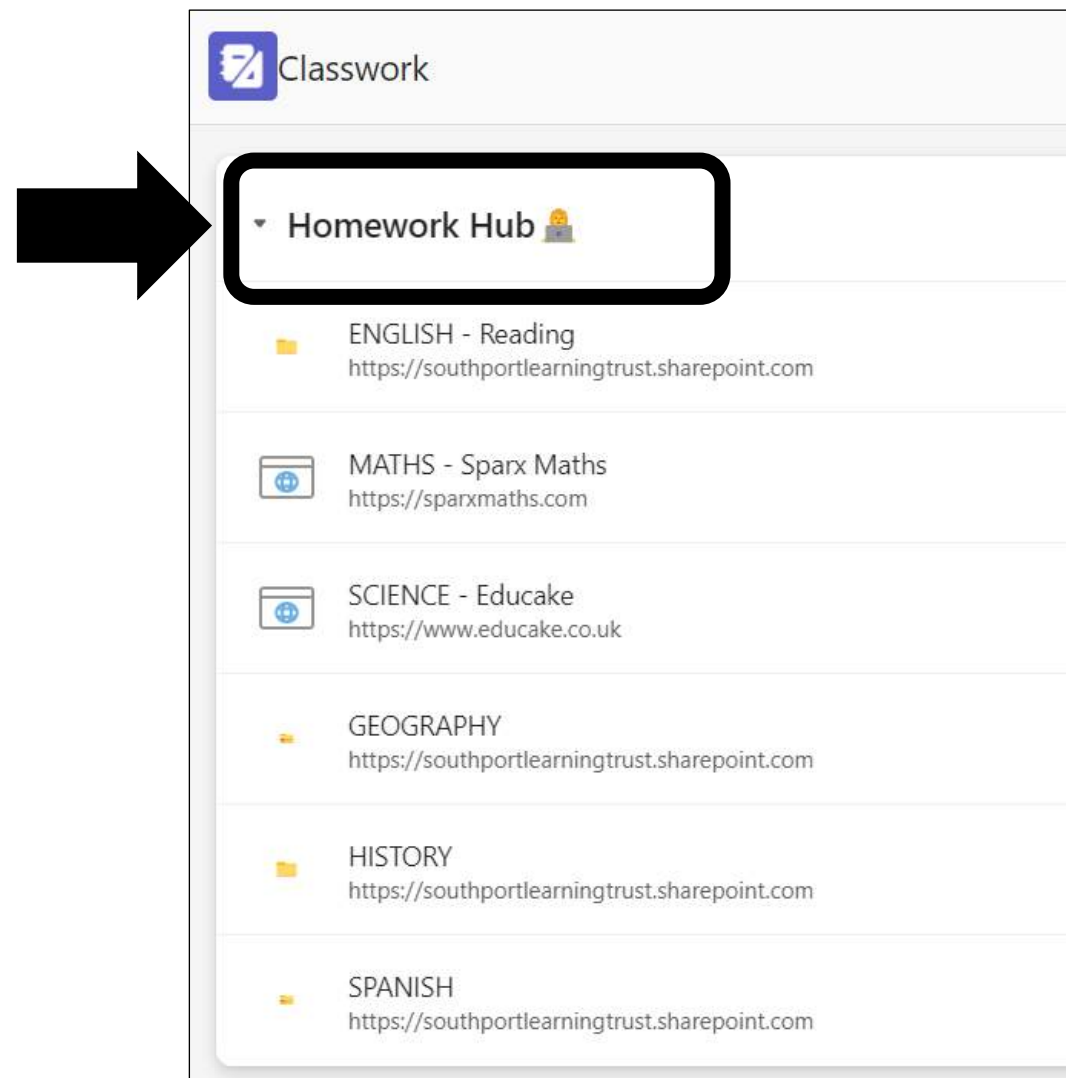 Classwork
Homework Hub
ENGLISH - Reading
https://southportlearningtrust.sharepoint.com
MATHS - Sparx Maths
https://sparxmaths.com
SCIENCE - Educake
https://www.educake.co.uk
GEOGRAPHY
https://southportlearningtrust.sharepoint.com
HISTORY
https://southportlearningtrust.sharepoint.com
SPANISH
https://southportlearningtrust.sharepoint.com